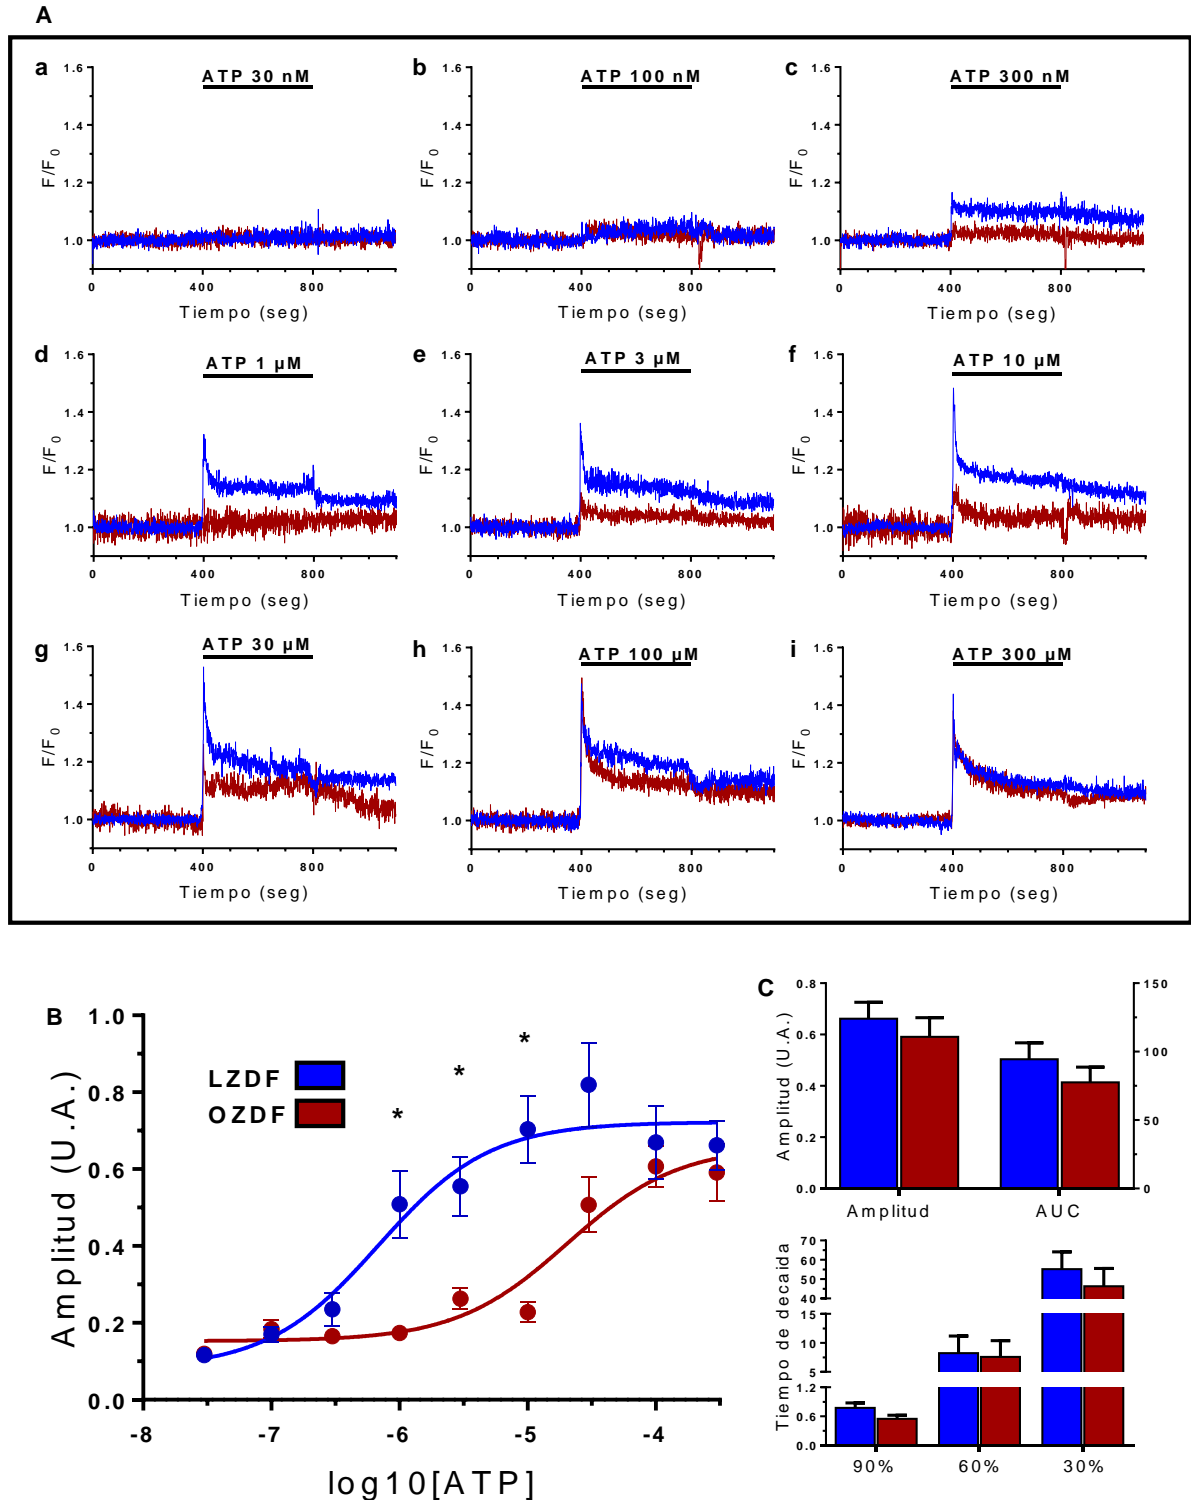 A
a
ATP 30 nM
1.6
1.4
1.2
1.0
F/F0
0
400
800
Tiempo (seg)
b
ATP 100 nM
1.6
1.4
1.2
1.0
F/F0
0
400
800
Tiempo (seg)
c
ATP 300 nM
1.6
1.4
1.2
1.0
F/F0
0
400
800
Tiempo (seg)
d
ATP 1 µM
1.6
1.4
1.2
1.0
F/F0
0
400
800
Tiempo (seg)
e
ATP 3 µM
1.6
1.4
1.2
1.0
F/F0
0
400
800
Tiempo (seg)
f
ATP 10 µM
1.6
1.4
1.2
1.0
F/F0
0
400
800
Tiempo (seg)
g
ATP 30 µM
1.6
1.4
1.2
1.0
F/F0
0
400
800
Tiempo (seg)
h
ATP 100 µM
1.6
1.4
1.2
1.0
F/F0
0
400
800
Tiempo (seg)
i
ATP 300 µM
1.6
1.4
1.2
1.0
F/F0
0
400
800
Tiempo (seg)
B
1.0
0.8
0.6
0.4
0.2
0.0
Amplitud (U.A.)
LZDF
OZDF
*
*
*
-8
-7
-6
-5
-4
log10[ATP]
C
0.8
0.6
0.4
0.2
0.0
Amplitud (U.A.)
150
100
50
0
Amplitud
AUC
70
60
50
40
15
10
5
1.2
0.6
0.0
Tiempo de decaida
90%
60%
30%